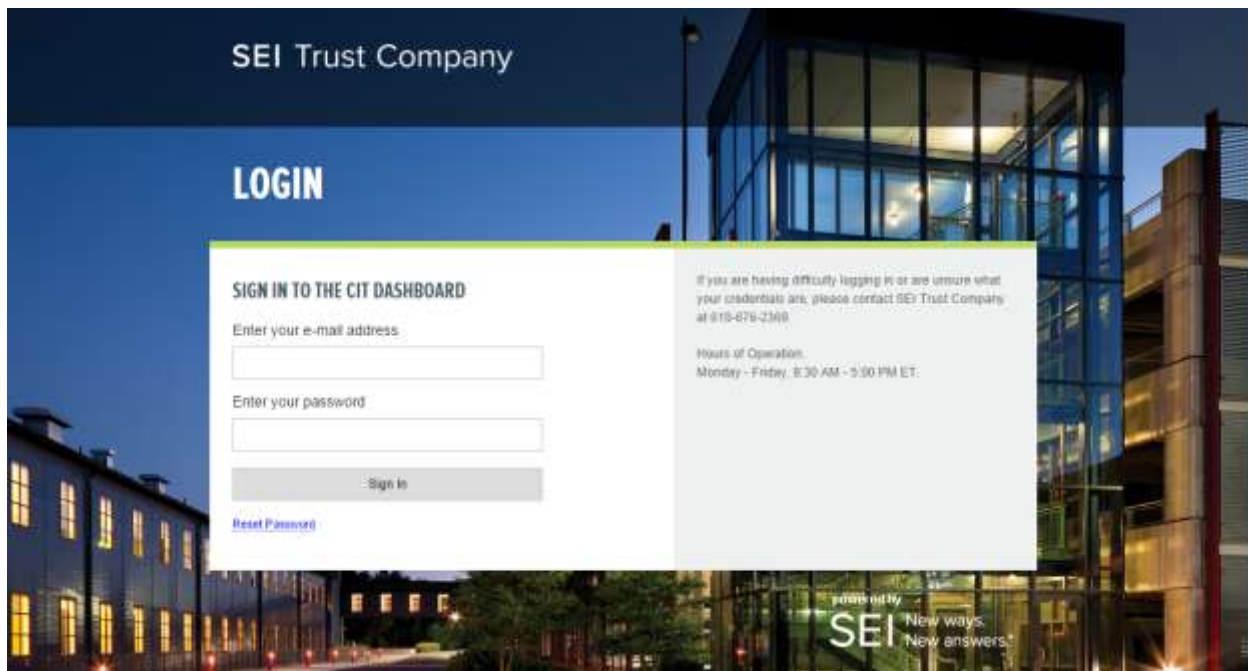 SEI Trust Company
LOGIN
SIGN IN TO THE CIT DASHBOARD
Enter your e-mail address
Enter your password
Sign In
Reset Password
If you are having difficulty logging in or are unsure what
your credentials are, please contact SEI Trust Company
at
Hours of Operation
Monday - Friday, 8:30 AM - 5:00 PM ET.
powered by
SEI New ways.
New answers.®